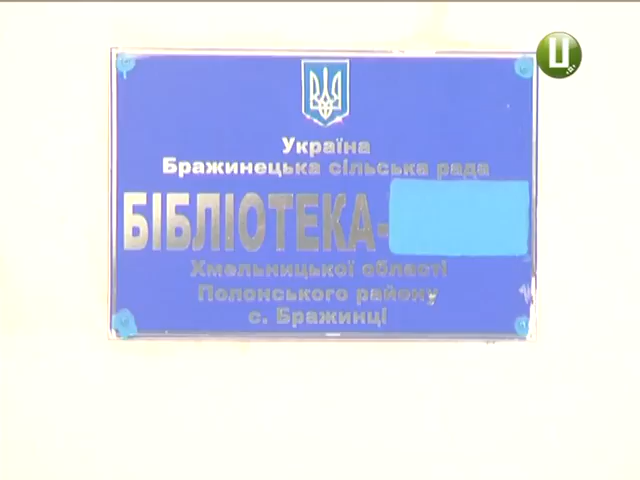 Україна
Бражинецька сільська рада
БІБЛІОТЕКА-
Хмельницької області
Полонського району
с. Бражинці